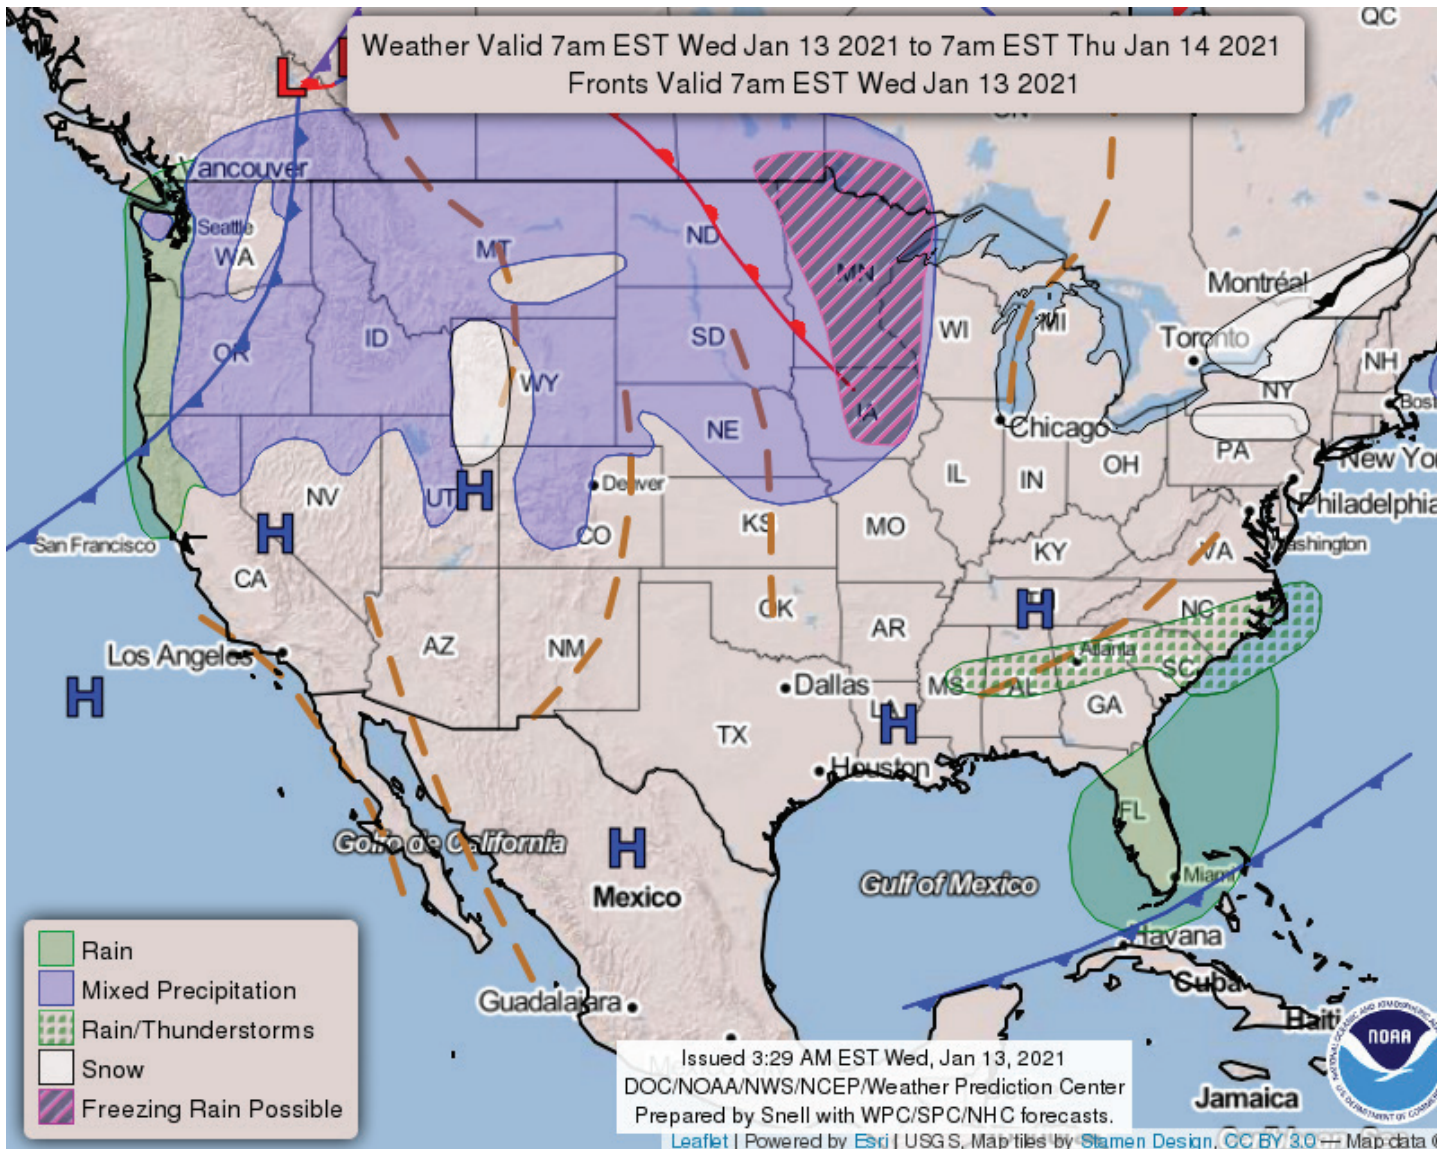 QC
Weather Valid 7am EST Wed Jan 13 2021 to 7am EST Thu Jan 14 2021
Fronts Valid 7am EST Wed Jan 13 2021
L
Vancouver
Seattle
WA
MT
ND
MN
Montréal
OR
ID
SD
WI
MI
Toronto
NH
WY
IA
NY
NE
Chicago
PA
New Yo
H
NV
UT
H
Denver
IL
IN
OH
Philadelphia
San Francisco
CO
KS
MO
KY
VA
ashington
CA
H
NC
AZ
NM
OK
AR
Atlanta
Los Angeles
SC
H
Dallas
MS
AL
GA
LA
H
TX
Houston
FL
Golfo de California
H
Gulf of Mexico
Miami
Mexico
Havana
Cuba
Guadalajara
Haiti
Jamaica
Rain
Mixed Precipitation
Rain/Thunderstorms
Snow
Freezing Rain Possible
NOAA
Issued 3:29 AM EST Wed, Jan 13, 2021
DOC/NOAA/NWS/NCEP/Weather Prediction Center
Prepared by Snell with WPC/SPC/NHC forecasts.
Leaflet | Powered by Esri | USGS, Map tiles by Stamen Design, CC BY 3.0 — Map data ©